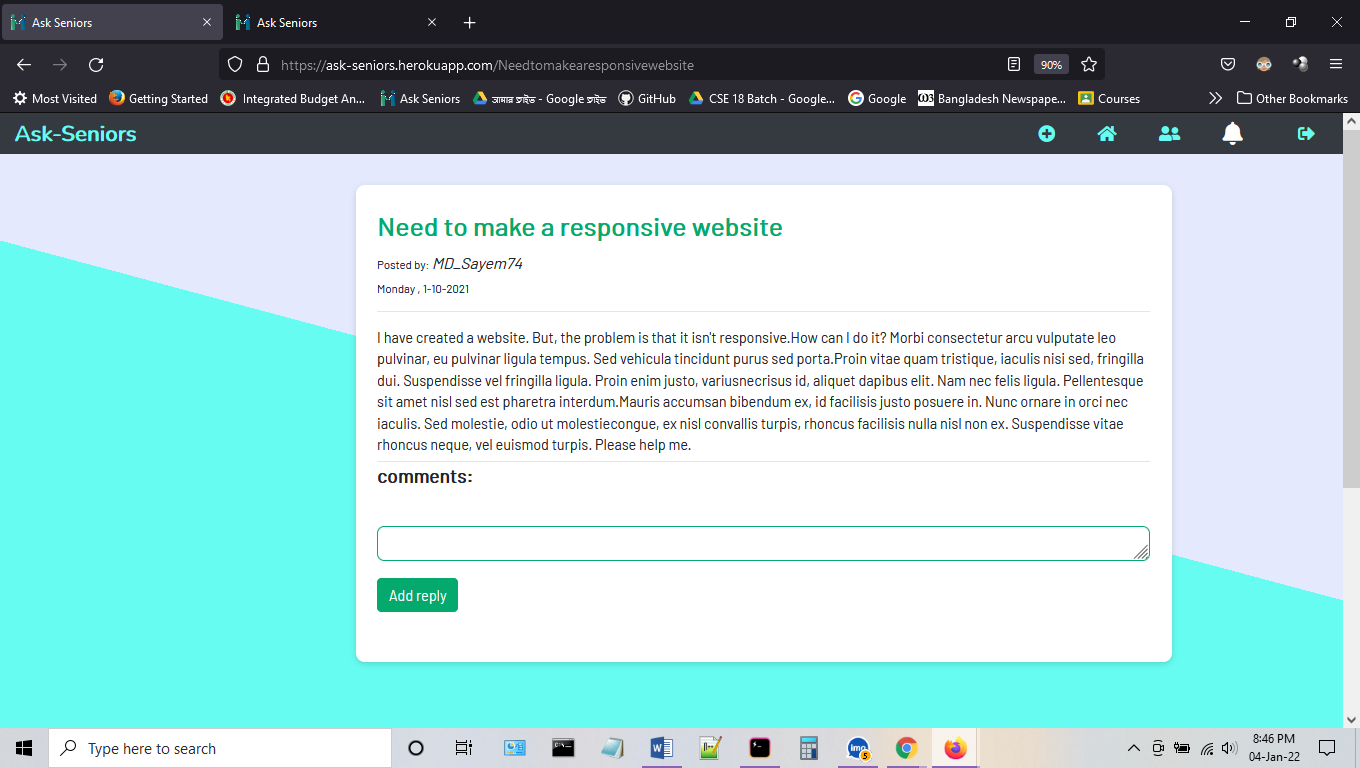 Ask Seniors
Ask Seniors
https://ask-seniors.herokuapp.com/Needtomakearesponsivewebsite
90%
Most Visited
Getting Started
Integrated Budget An...
Ask Seniors
আমার ড্রাইভ - Google ড্রাইভ
GitHub
CSE 18 Batch - Google...
Google
Bangladesh Newspape...
Courses
Other Bookmarks
Ask-Seniors
Need to make a responsive website
Posted by: MD_Sayem74
Monday , 1-10-2021
I have created a website. But, the problem is that it isn't responsive.How can I do it? Morbi consectetur arcu vulputate leo
pulvinar, eu pulvinar ligula tempus. Sed vehicula tincidunt purus sed porta.Proin vitae quam tristique, iaculis nisi sed, fringilla
dui. Suspendisse vel fringilla ligula. Proin enim justo, variusnecrisus id, aliquet dapibus elit. Nam nec felis ligula. Pellentesque
sit amet nisl sed est pharetra interdum.Mauris accumsan bibendum ex, id facilisis justo posuere in. Nunc ornare in orci nec
iaculis. Sed molestie, odio ut molestiecongue, ex nisl convallis turpis, rhoncus facilisis nulla nisl non ex. Suspendisse vitae
rhoncus neque, vel euismod turpis. Please help me.
comments:
Add reply
Type here to search
8:46 PM
04-Jan-22